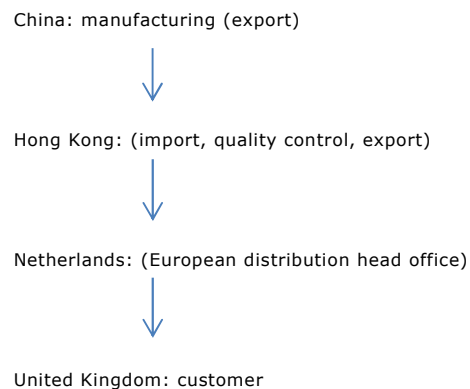 China: manufacturing (export)
Hong Kong: (import, quality control, export)
Netherlands: (European distribution head office)
United Kingdom: customer